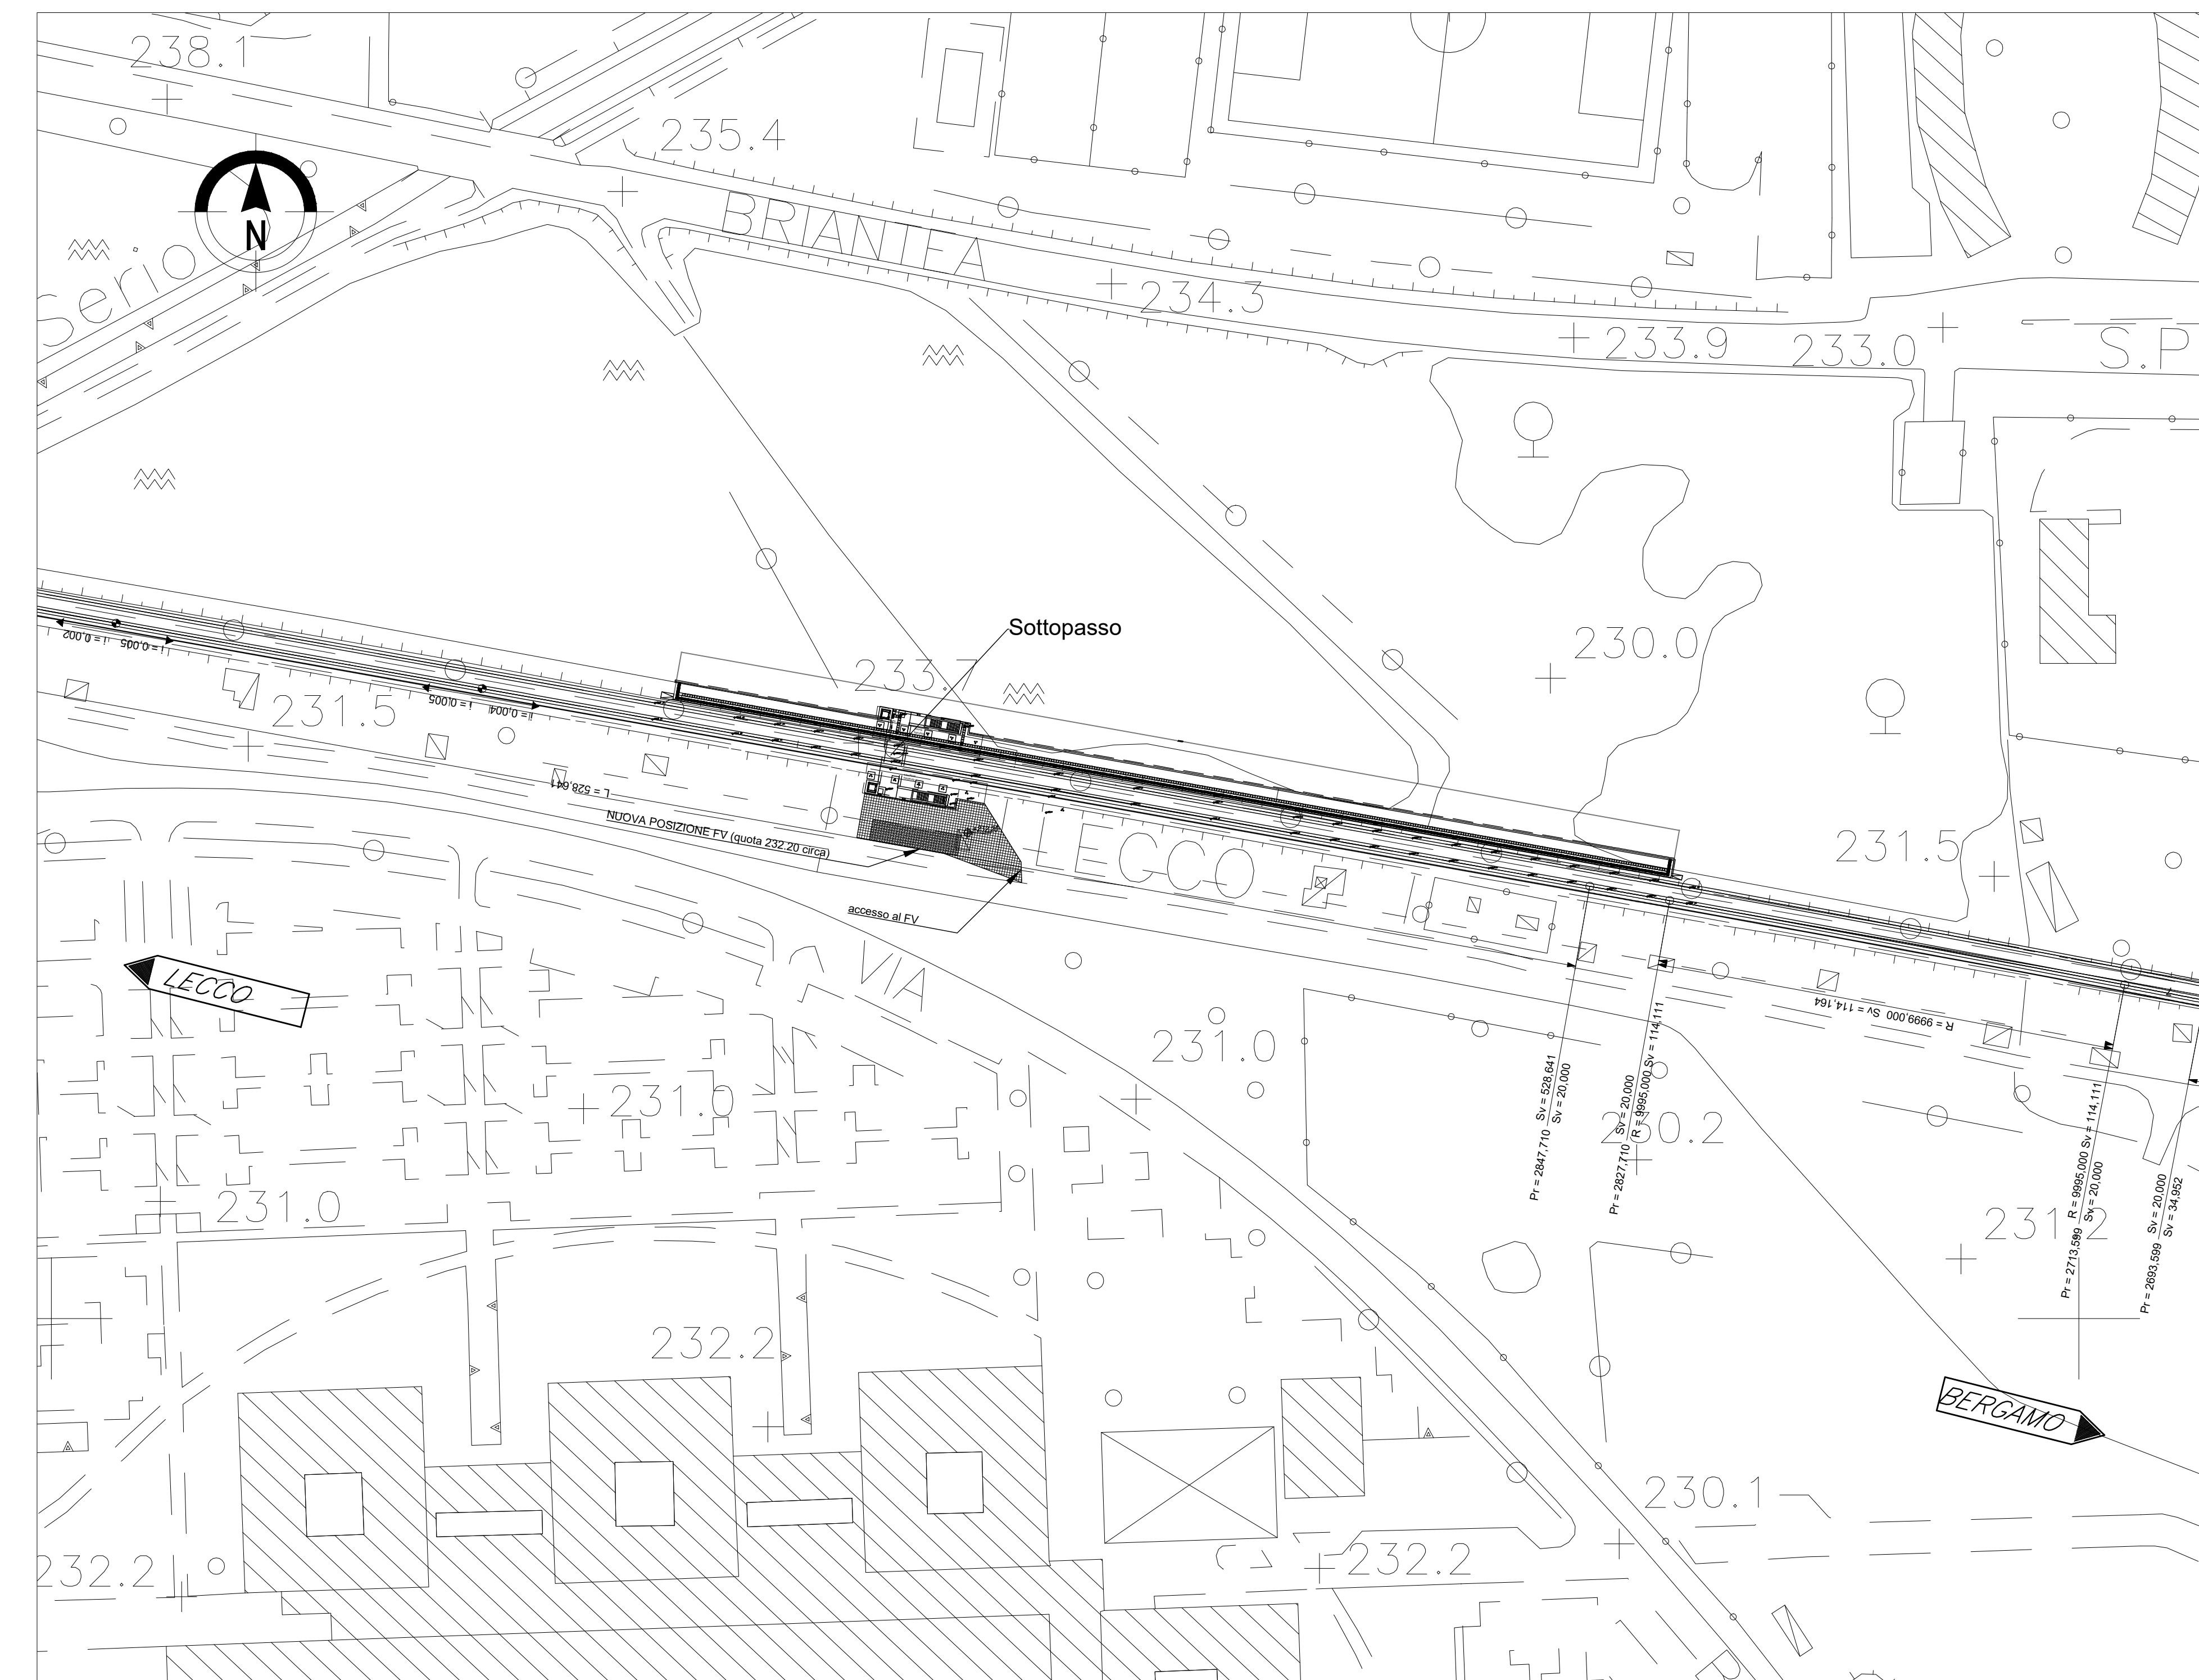 238.1
235.4
BRIANTEA
N
Serio
234.3
233.9
233.0
S.P
Sottopasso
230.0
233.7
i = 0,002
i = 0,005
i = 0,005
i = 0,004
231.5
L = 528,641
NUOVA POSIZIONE FV (quota 232.20 circa)
LECCO
231.5
accesso al FV
VIA
LECCO
R = 9999,000 Sv = 114,164
231.0
231.0
230.2
Pr = 2847,710
Sv = 528,641
Sv = 20,000
Pr = 2827,710
Sv = 20,000
R = 9995,000 Sv = 114,111
231.0
231.2
Pr = 2713,599
R = 9995,000 Sv = 114,111
Sv = 20,000
Pr = 2693,599
Sv = 20,000
Sv = 34,952
232.2
BERGAMO
230.1
232.2
232.2